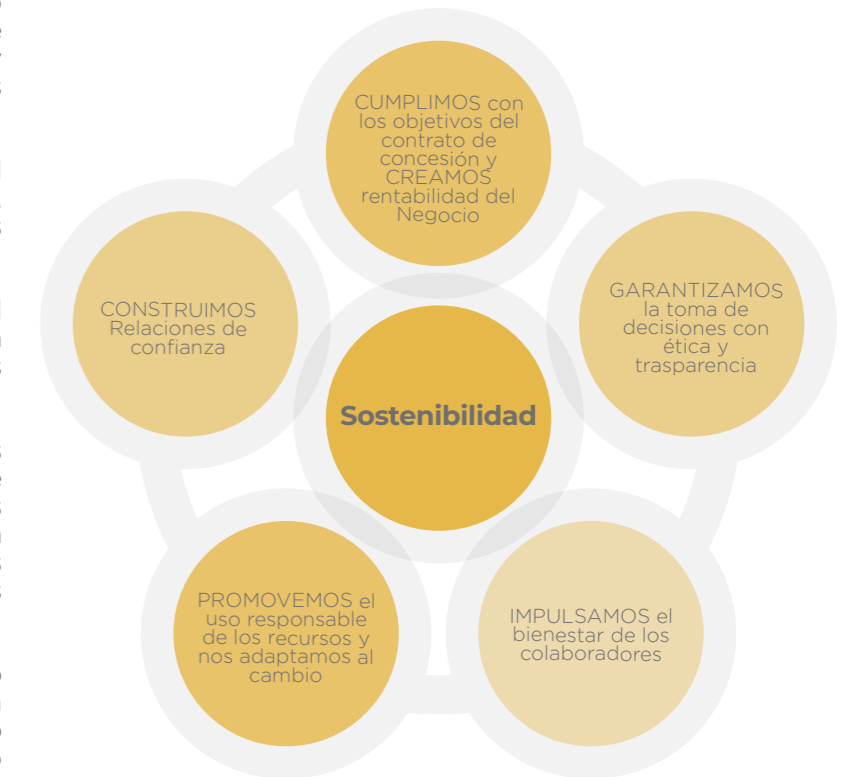 CUMPLIMOS con
los objetivos del
contrato de
concesión y
CREAMOS
rentabilidad del
Negocio
GARANTIZAMOS
la toma de
decisiones con
ética y
trasparencia
IMPULSAMOS el
bienestar de los
colaboradores
PROMOVEMOS el
uso responsable
de los recursos y
nos adaptamos al
cambio
CONSTRUIMOS
Relaciones de
confianza
Sostenibilidad